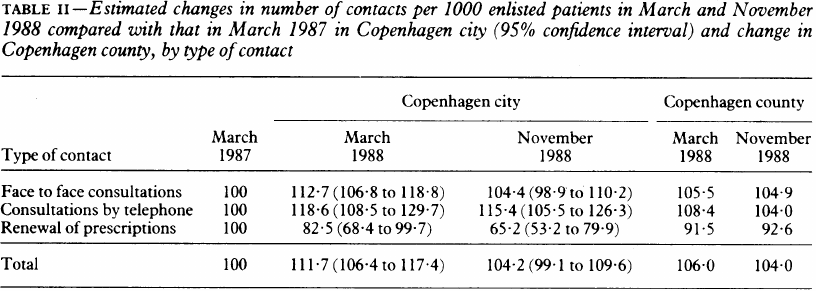 TABLE II—Estimated changes in number of contacts per 1000 enlisted patients in March and November
1988 compared with that in March 1987 in Copenhagen city (95% confidence interval) and change in
Copenhagen county, by type of contact
Copenhagen city Copenhagen county
March March November March November
Type of contact 1987 1988 1988 1988 1988
Face to face consultations 100 112·7 (106·8 to 118·8) 104·4 (98·9 to 110·2) 105·5 104·9
Consultations by telephone 100 118·6 (108·5 to 129·7) 115·4 (105·5 to 126·3) 108·4 104·0
Renewal of prescriptions 100 82·5 (68·4 to 99·7) 65·2 (53·2 to 79·9) 91·5 92·6
Total 100 111·7 (106·4 to 117·4) 104·2 (99·1 to 109·6) 106·0 104·0